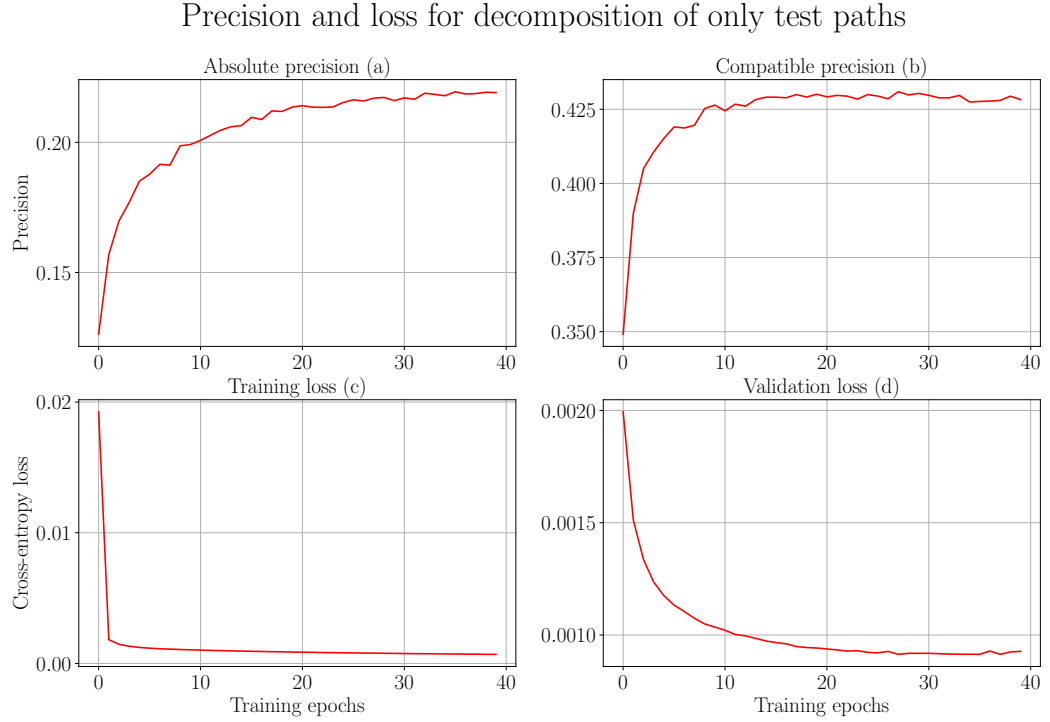 Precision and loss for decomposition of only test paths
Absolute precision (a)
Precision
0.20
0.15
0 10 20 30 40
Compatible precision (b)
0.425
0.400
0.375
0.350
0 10 20 30 40
Training loss (c)
Cross-entropy loss
0.02
0.01
0.00
0 10 20 30 40
Training epochs
Validation loss (d)
0.0020
0.0015
0.0010
0 10 20 30 40
Training epochs